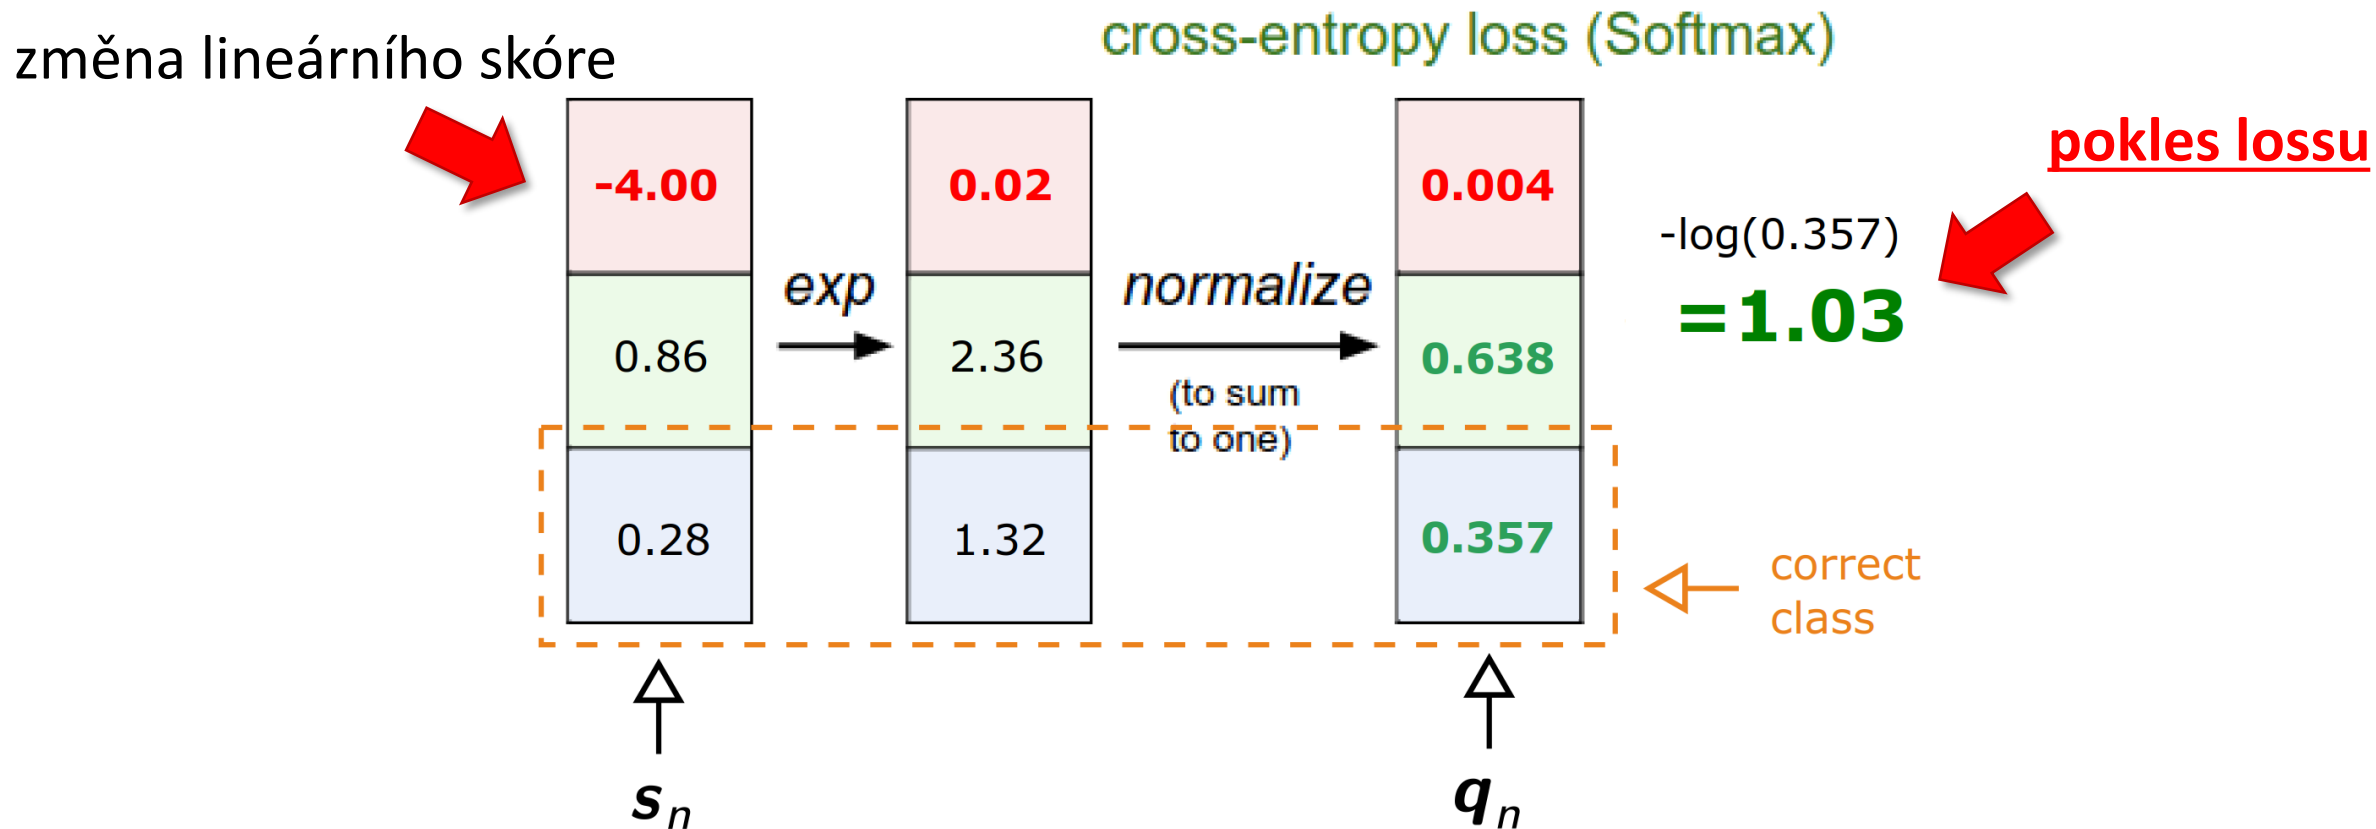 cross-entropy loss (Softmax)
změna lineárního skóre
pokles lossu
-4.00
0.02
0.004
-log(0.357)
exp
normalize
=1.03
0.86
2.36
0.638
(to sum
to one)
0.28
1.32
0.357
correct
class
sn
qn